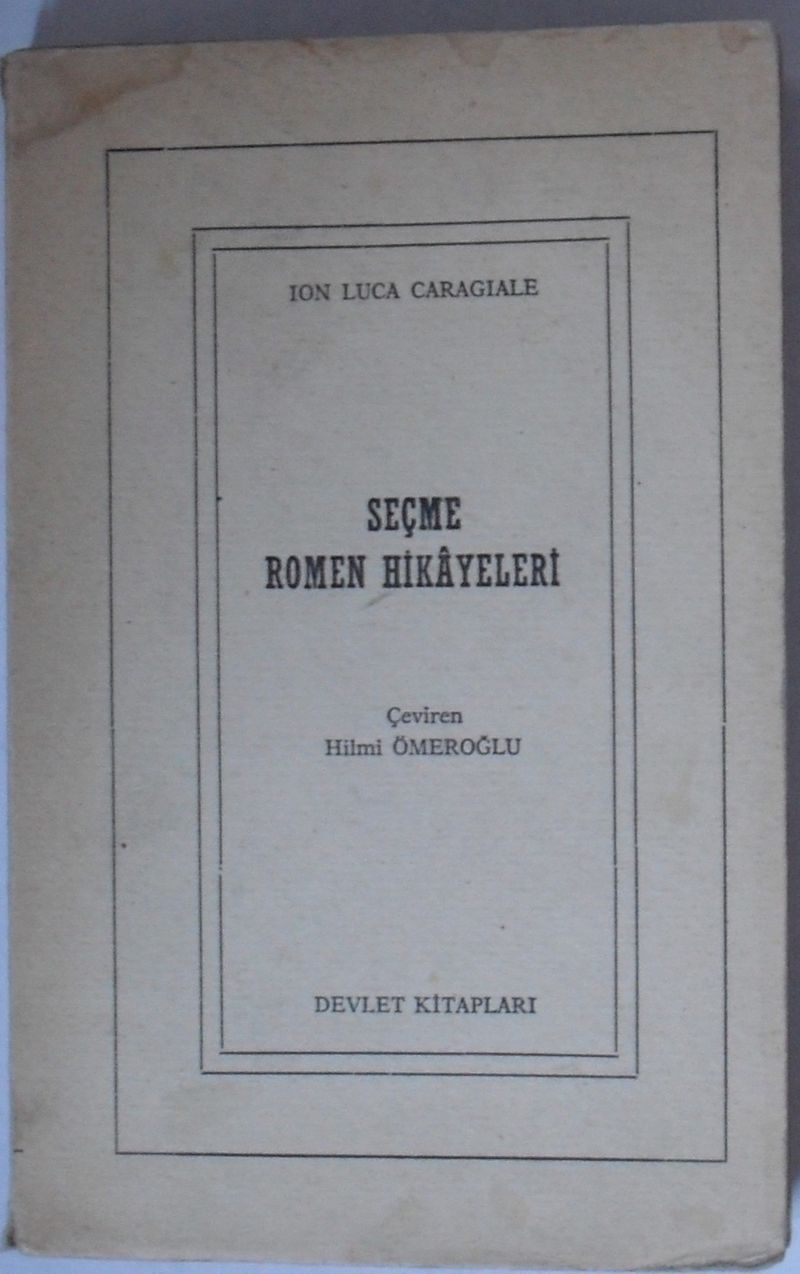 ION LUCA CARAGIALE
SEÇME
ROMEN HİKÂYELERİ
Çeviren
Hilmi ÖMEROĞLU
DEVLET KİTAPLARI